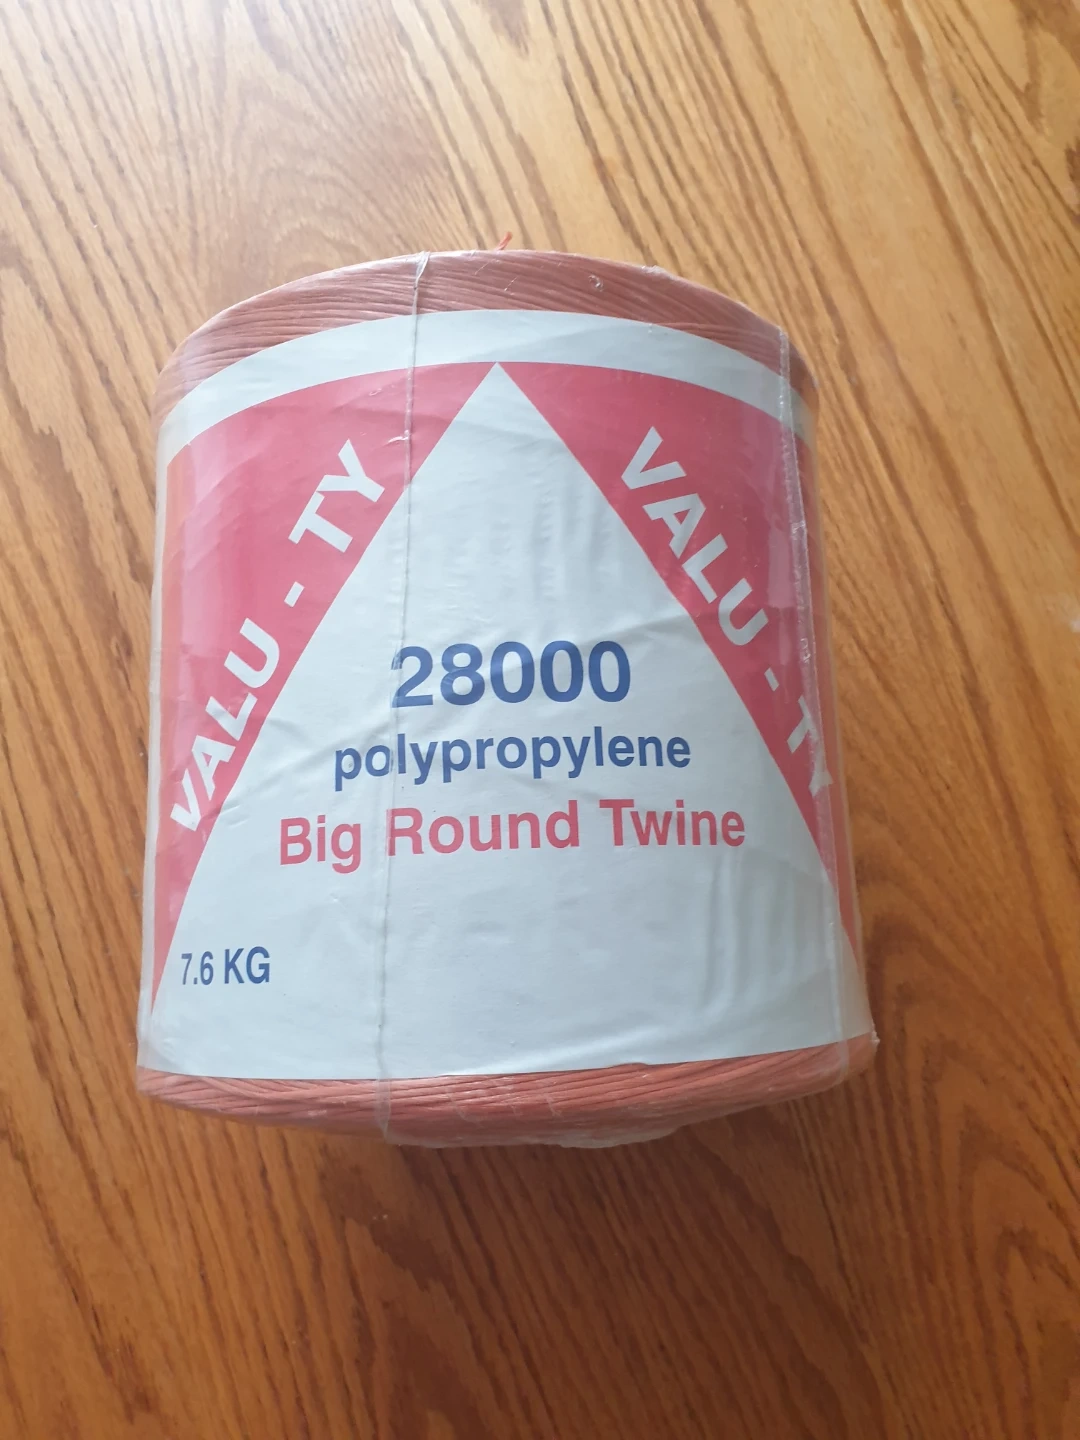 VALU - TY
VALU - TY
28000
polypropylene
Big Round Twine
7.6 KG